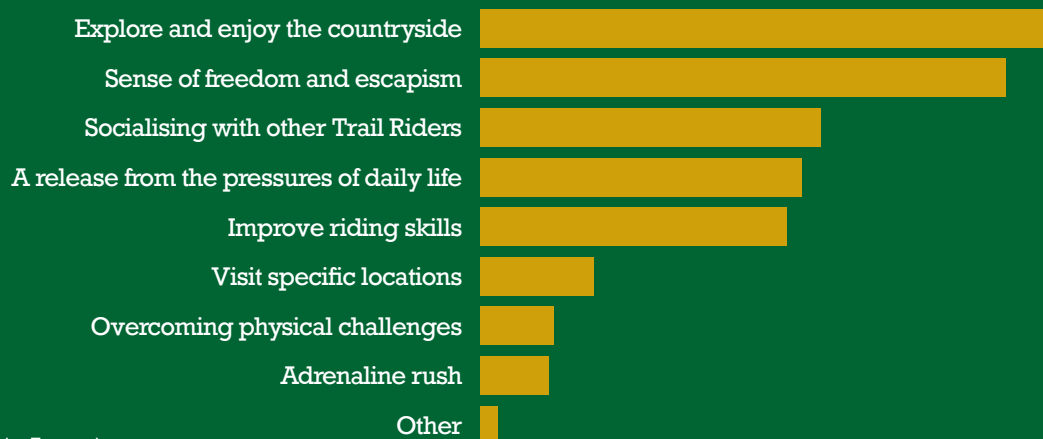 Explore and enjoy the countryside
Sense of freedom and escapism
Socialising with other Trail Riders
A release from the pressures of daily life
Improve riding skills
Visit specific locations
Overcoming physical challenges
Adrenaline rush
Other